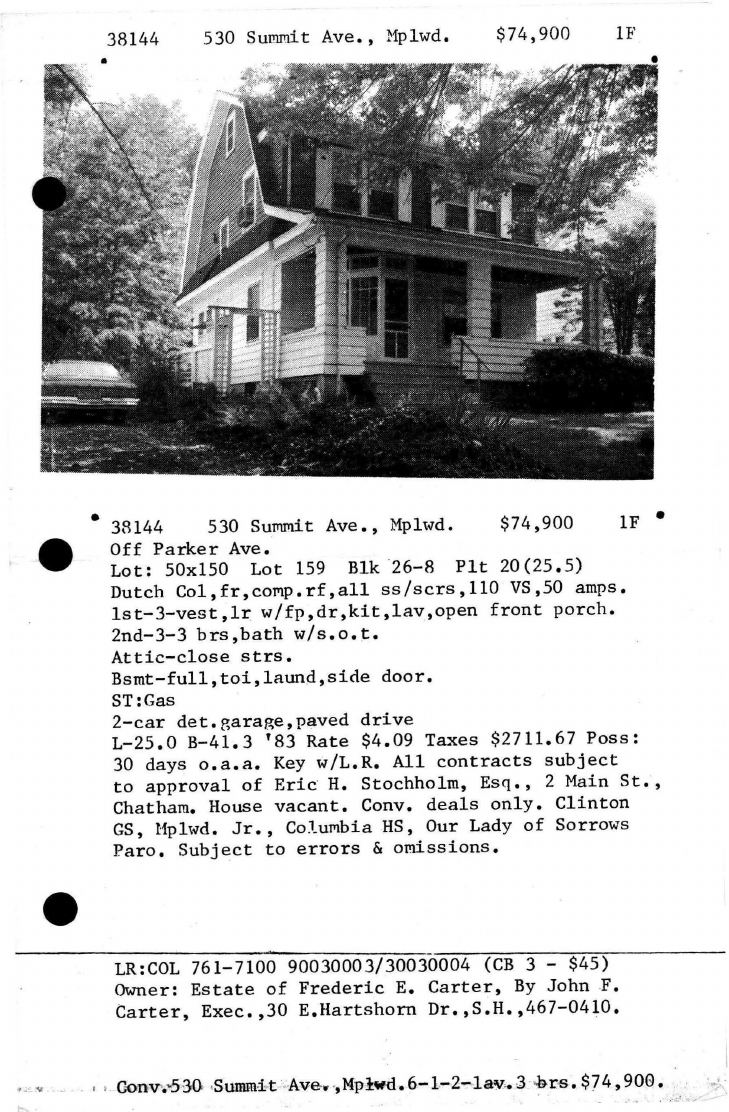 38144 530 Summit Ave., Mplwd. $74,900 1F
38144 530 Summit Ave., Mplwd. $74,900 1F
Off Parker Ave.
Lot: 50x150 Lot 159 Blk 26-8 Plt 20(25.5)
Dutch Col,fr,comp.rf,all ss/scrs,110 VS,50 amps.
1st-3-vest,lr w/fp,dr,kit,lav,open front porch.
2nd-3-3 brs,bath w/s.o.t.
Attic-close strs.
Bsmt-full,toi,laund,side door.
ST:Gas
2-car det.garage,paved drive
L-25.0 B-41.3 '83 Rate $4.09 Taxes $2711.67 Poss:
30 days o.a.a. Key w/L.R. All contracts subject
to approval of Eric H. Stochholm, Esq., 2 Main St.,
Chatham. House vacant. Conv. deals only. Clinton
GS, Mplwd. Jr., Columbia HS, Our Lady of Sorrows
Paro. Subject to errors & omissions.
LR:COL 761-7100 90030003/30030004 (CB 3 - $45)
Owner: Estate of Frederic E. Carter, By John F.
Carter, Exec.,30 E.Hartshorn Dr.,S.H.,467-0410.
Conv.530 Summit Ave.,Mplwd.6-1-2-lav.3 brs.$74,900.